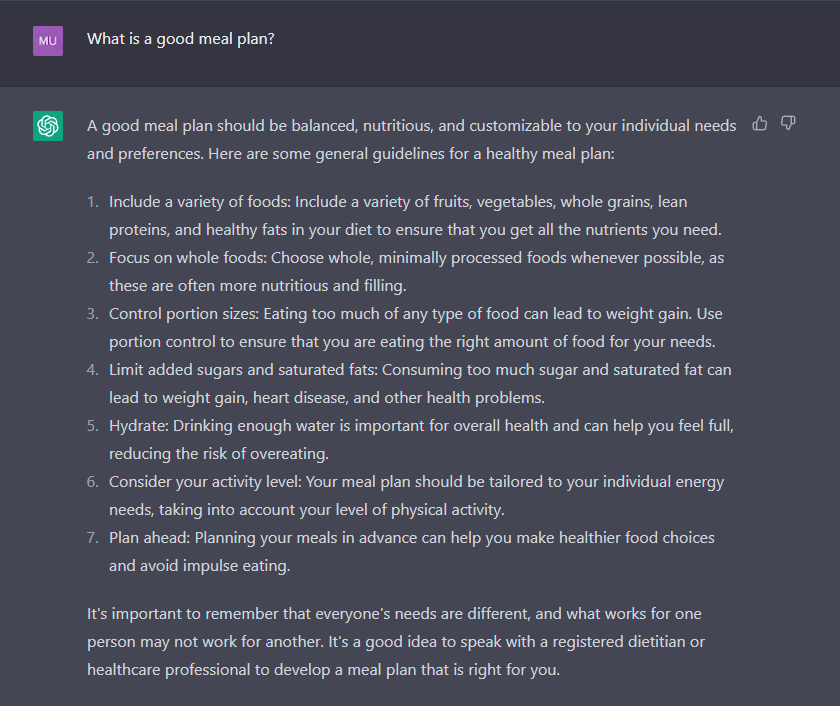 MU
What is a good meal plan?
A good meal plan should be balanced, nutritious, and customizable to your individual needs
and preferences. Here are some general guidelines for a healthy meal plan:
1. Include a variety of foods: Include a variety of fruits, vegetables, whole grains, lean
proteins, and healthy fats in your diet to ensure that you get all the nutrients you need.
2. Focus on whole foods: Choose whole, minimally processed foods whenever possible, as
these are often more nutritious and filling.
3. Control portion sizes: Eating too much of any type of food can lead to weight gain. Use
portion control to ensure that you are eating the right amount of food for your needs.
4. Limit added sugars and saturated fats: Consuming too much sugar and saturated fat can
lead to weight gain, heart disease, and other health problems.
5. Hydrate: Drinking enough water is important for overall health and can help you feel full,
reducing the risk of overeating.
6. Consider your activity level: Your meal plan should be tailored to your individual energy
needs, taking into account your level of physical activity.
7. Plan ahead: Planning your meals in advance can help you make healthier food choices
and avoid impulse eating.
It's important to remember that everyone's needs are different, and what works for one
person may not work for another. It's a good idea to speak with a registered dietitian or
healthcare professional to develop a meal plan that is right for you.